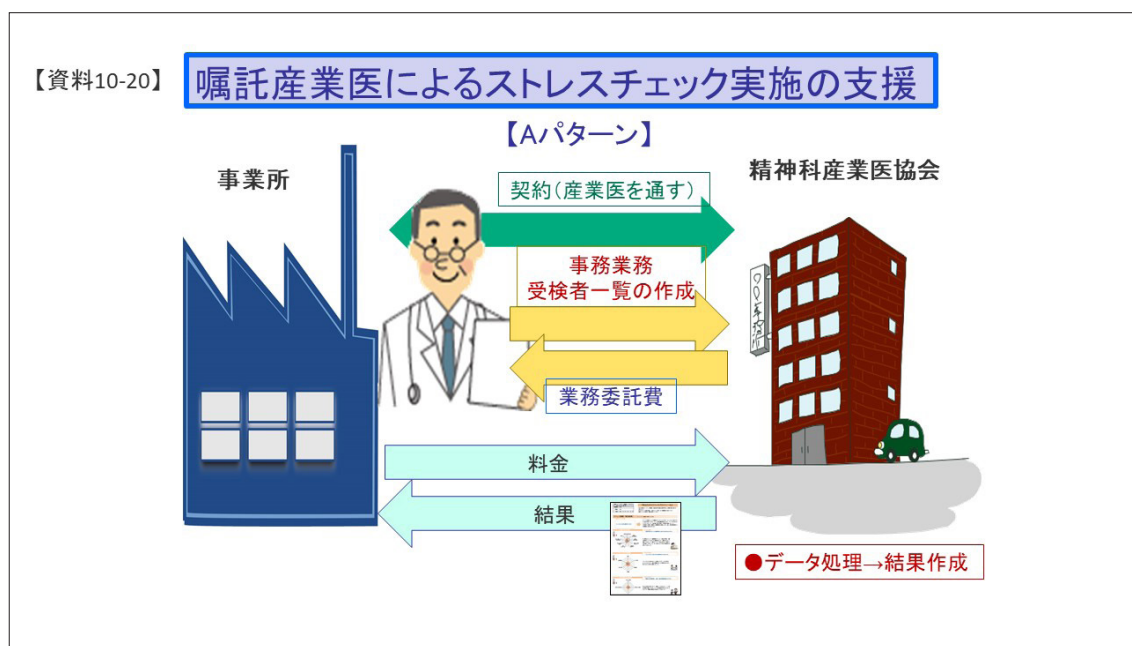 【資料10-20】
嘱託産業医によるストレスチェック実施の支援
【Aパターン】
事業所
精神科産業医協会
契約（産業医を通す）
事務業務
受検者一覧の作成
業務委託費
料金
結果
●データ処理→結果作成